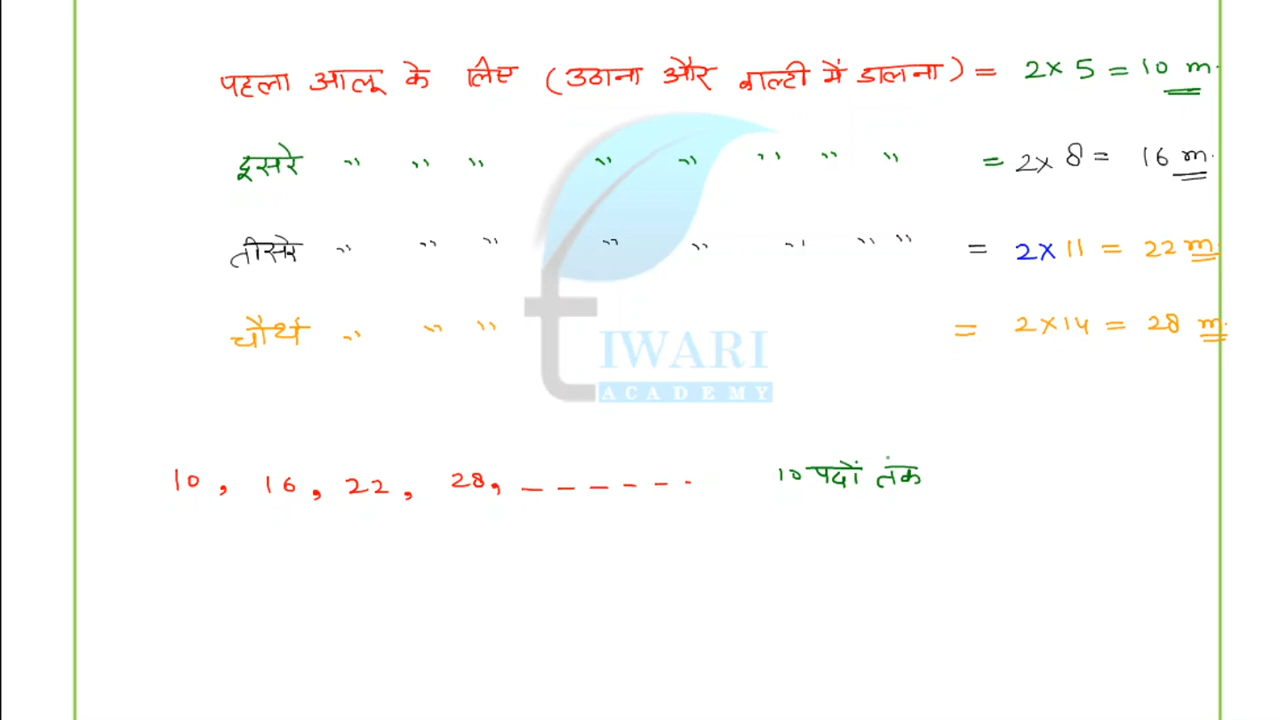 पहला आलू के लिए (उठाना और बाल्टी में डालना) = 2 × 5 = 10 m.
दूसरे " " " " " " " " = 2 × 8 = 16 m.
तीसरे " " " " " " " " = 2 × 11 = 22 m.
चौथे " " " = 2 × 14 = 28 m.
tIWARI
ACADEMY
10, 16, 22, 28, ------. 10 पदों तक